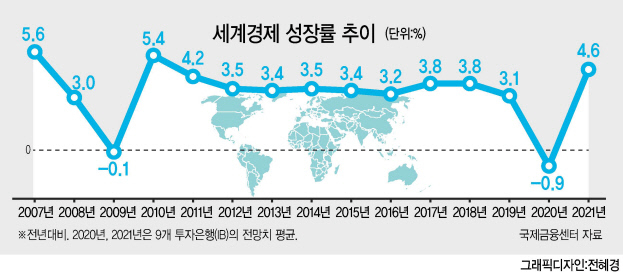 세계경제 성장률 추이 (단위:%)
5.6 3.0 -0.1 5.4 4.2 3.5 3.4 3.5 3.4 3.2 3.8 3.8 3.1 -0.9 4.6
0
2007년 2008년 2009년 2010년 2011년 2012년 2013년 2014년 2015년 2016년 2017년 2018년 2019년 2020년 2021년
※전년대비. 2020년, 2021년은 9개 투자은행(IB)의 전망치 평균. 국제금융센터 자료
그래픽디자인:전혜경